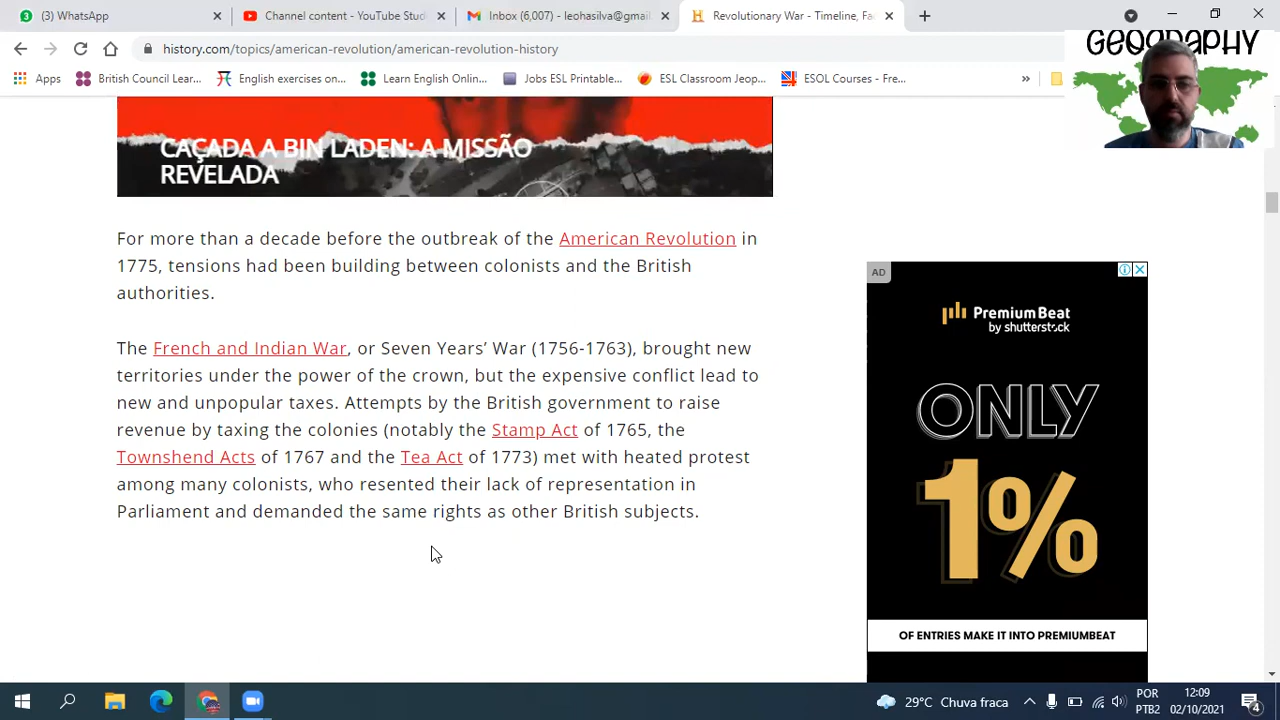 (3) WhatsApp
Channel content - YouTube Stud
Inbox (6,007) - leohasilva@gmail.
Revolutionary War - Timeline, Fac
history.com/topics/american-revolution/american-revolution-history
GEOGRAPHY
Apps
British Council Lear...
English exercises on...
Learn English Onlin...
Jobs ESL Printable...
ESL Classroom Jeop...
ESOL Courses - Fre...
»
CAÇADA A BIN LADEN: A MISSÃO
REVELADA
For more than a decade before the outbreak of the American Revolution in
1775, tensions had been building between colonists and the British
authorities.
The French and Indian War, or Seven Years’ War (1756-1763), brought new
territories under the power of the crown, but the expensive conflict lead to
new and unpopular taxes. Attempts by the British government to raise
revenue by taxing the colonies (notably the Stamp Act of 1765, the
Townshend Acts of 1767 and the Tea Act of 1773) met with heated protest
among many colonists, who resented their lack of representation in
Parliament and demanded the same rights as other British subjects.
AD
PremiumBeat
by shutterstock
ONLY
1%
OF ENTRIES MAKE IT INTO PREMIUMBEAT
29°C Chuva fraca
POR
PTB2
12:09
02/10/2021
4